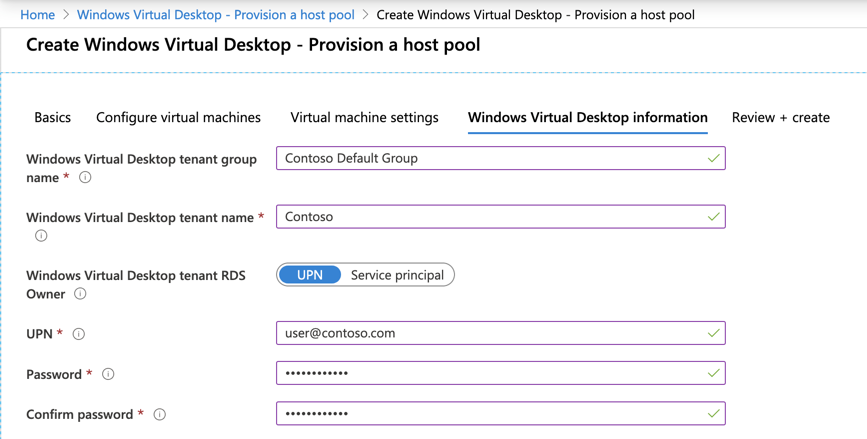 Home > Windows Virtual Desktop - Provision a host pool > Create Windows Virtual Desktop - Provision a host pool
Create Windows Virtual Desktop - Provision a host pool
Basics Configure virtual machines Virtual machine settings Windows Virtual Desktop information Review + create
Windows Virtual Desktop tenant group
name *
Contoso Default Group
Windows Virtual Desktop tenant name *
Contoso
Windows Virtual Desktop tenant RDS
Owner
UPN Service principal
UPN *
user@contoso.com
Password *
••••••••••••
Confirm password *
••••••••••••